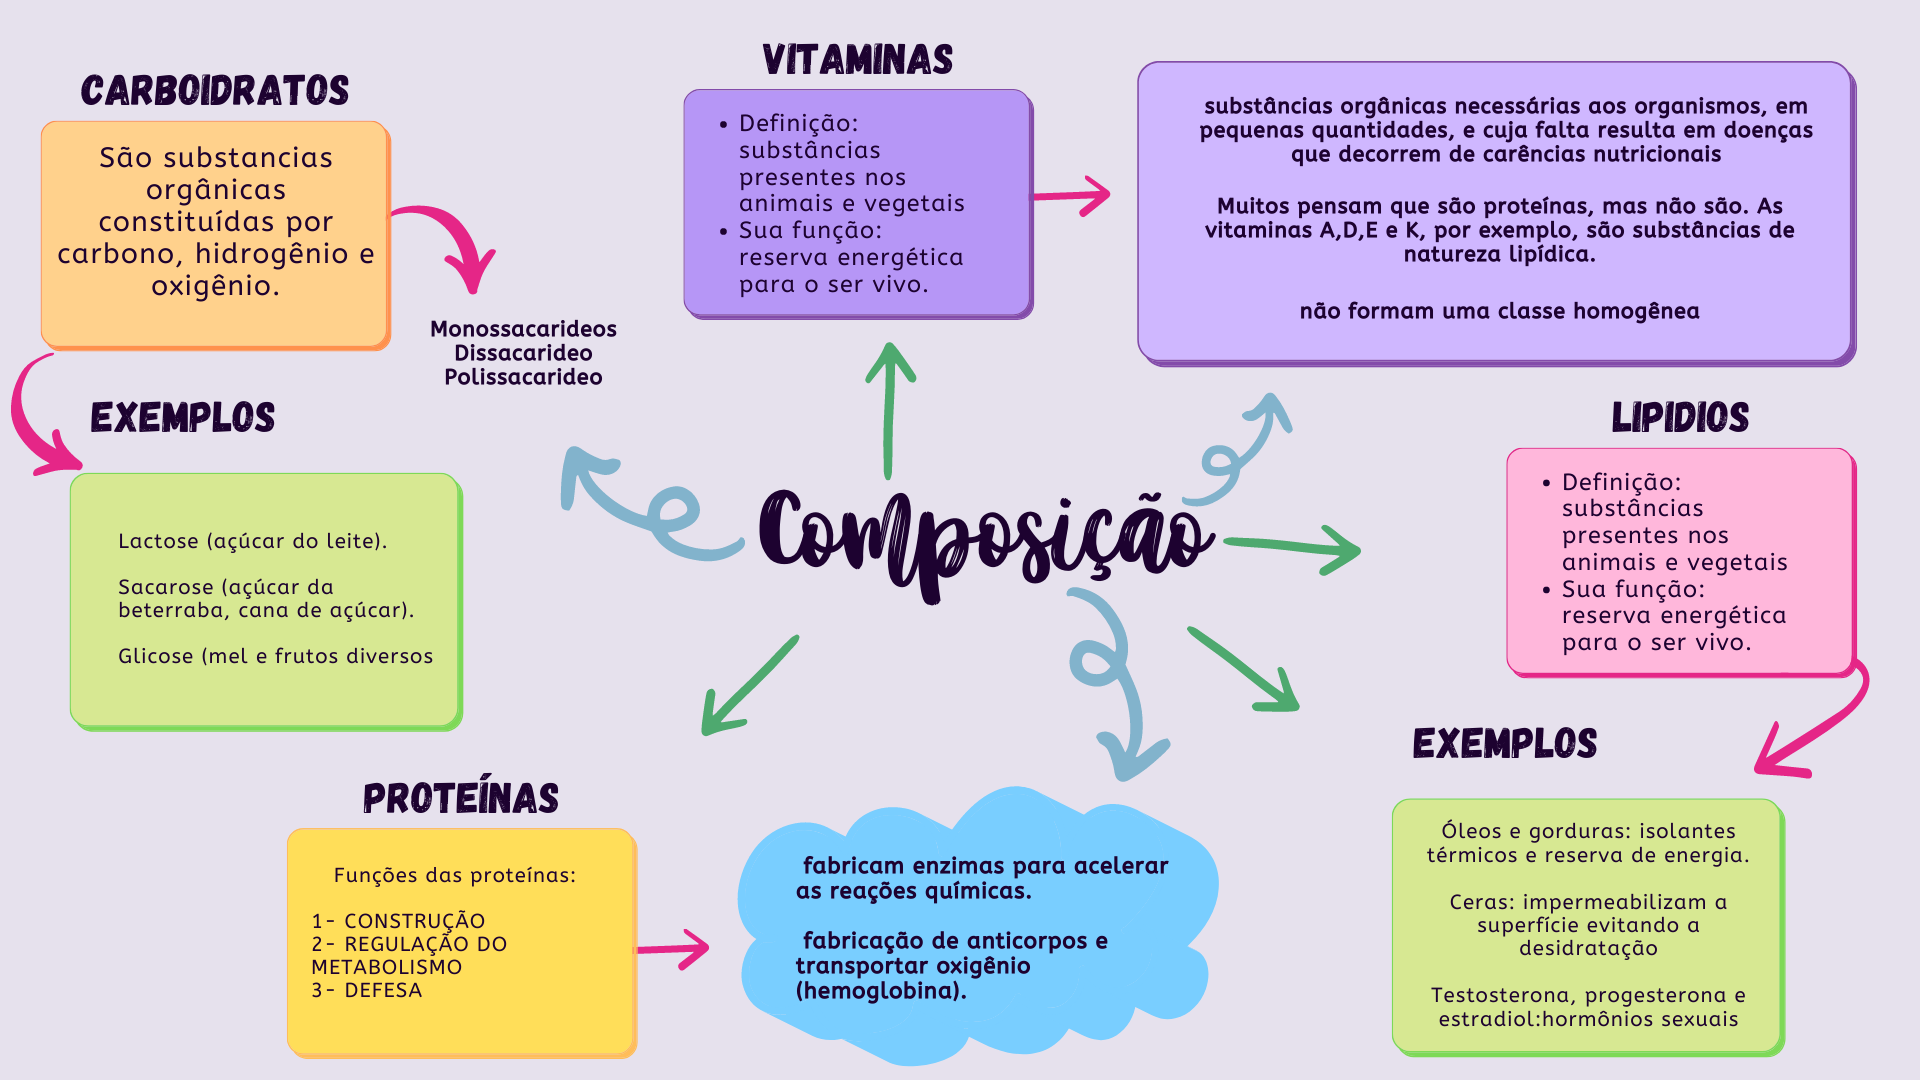 CARBOIDRATOS
São substancias
orgânicas
constituídas por
carbono, hidrogênio e
oxigênio.
Monossacarideos
Dissacarideo
Polissacarideo
EXEMPLOS
Lactose (açúcar do leite).
Sacarose (açúcar da
beterraba, cana de açúcar).
Glicose (mel e frutos diversos
VITAMINAS
• Definição:
substâncias
presentes nos
animais e vegetais
• Sua função:
reserva energética
para o ser vivo.
substâncias orgânicas necessárias aos organismos, em
pequenas quantidades, e cuja falta resulta em doenças
que decorrem de carências nutricionais
Muitos pensam que são proteínas, mas não são. As
vitaminas A,D,E e K, por exemplo, são substâncias de
natureza lipídica.
não formam uma classe homogênea
Composição
LIPIDIOS
• Definição:
substâncias
presentes nos
animais e vegetais
• Sua função:
reserva energética
para o ser vivo.
EXEMPLOS
Óleos e gorduras: isolantes
térmicos e reserva de energia.
Ceras: impermeabilizam a
superfície evitando a
desidratação
Testosterona, progesterona e
estradiol:hormônios sexuais
PROTEÍNAS
Funções das proteínas:
1- CONSTRUÇÃO
2- REGULAÇÃO DO
METABOLISMO
3- DEFESA
fabricam enzimas para acelerar
as reações químicas.
fabricação de anticorpos e
transportar oxigênio
(hemoglobina).